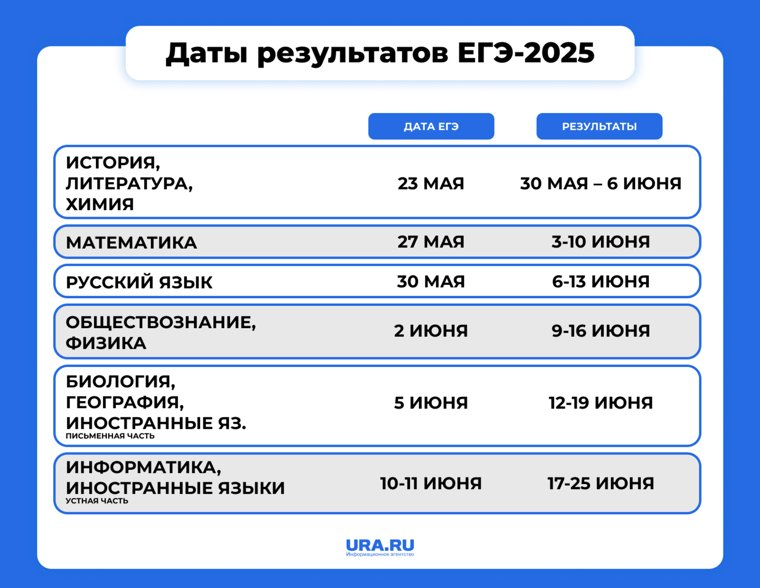 Даты результатов ЕГЭ-2025
ДАТА ЕГЭ
РЕЗУЛЬТАТЫ
ИСТОРИЯ,
ЛИТЕРАТУРА,
ХИМИЯ
23 МАЯ
30 МАЯ – 6 ИЮНЯ
МАТЕМАТИКА
27 МАЯ
3-10 ИЮНЯ
РУССКИЙ ЯЗЫК
30 МАЯ
6-13 ИЮНЯ
ОБЩЕСТВОЗНАНИЕ,
ФИЗИКА
2 ИЮНЯ
9-16 ИЮНЯ
БИОЛОГИЯ,
ГЕОГРАФИЯ,
ИНОСТРАННЫЕ ЯЗ.
ПИСЬМЕННАЯ ЧАСТЬ
5 ИЮНЯ
12-19 ИЮНЯ
ИНФОРМАТИКА,
ИНОСТРАННЫЕ ЯЗЫКИ
УСТНАЯ ЧАСТЬ
10-11 ИЮНЯ
17-25 ИЮНЯ
URA.RU
Информационное агентство